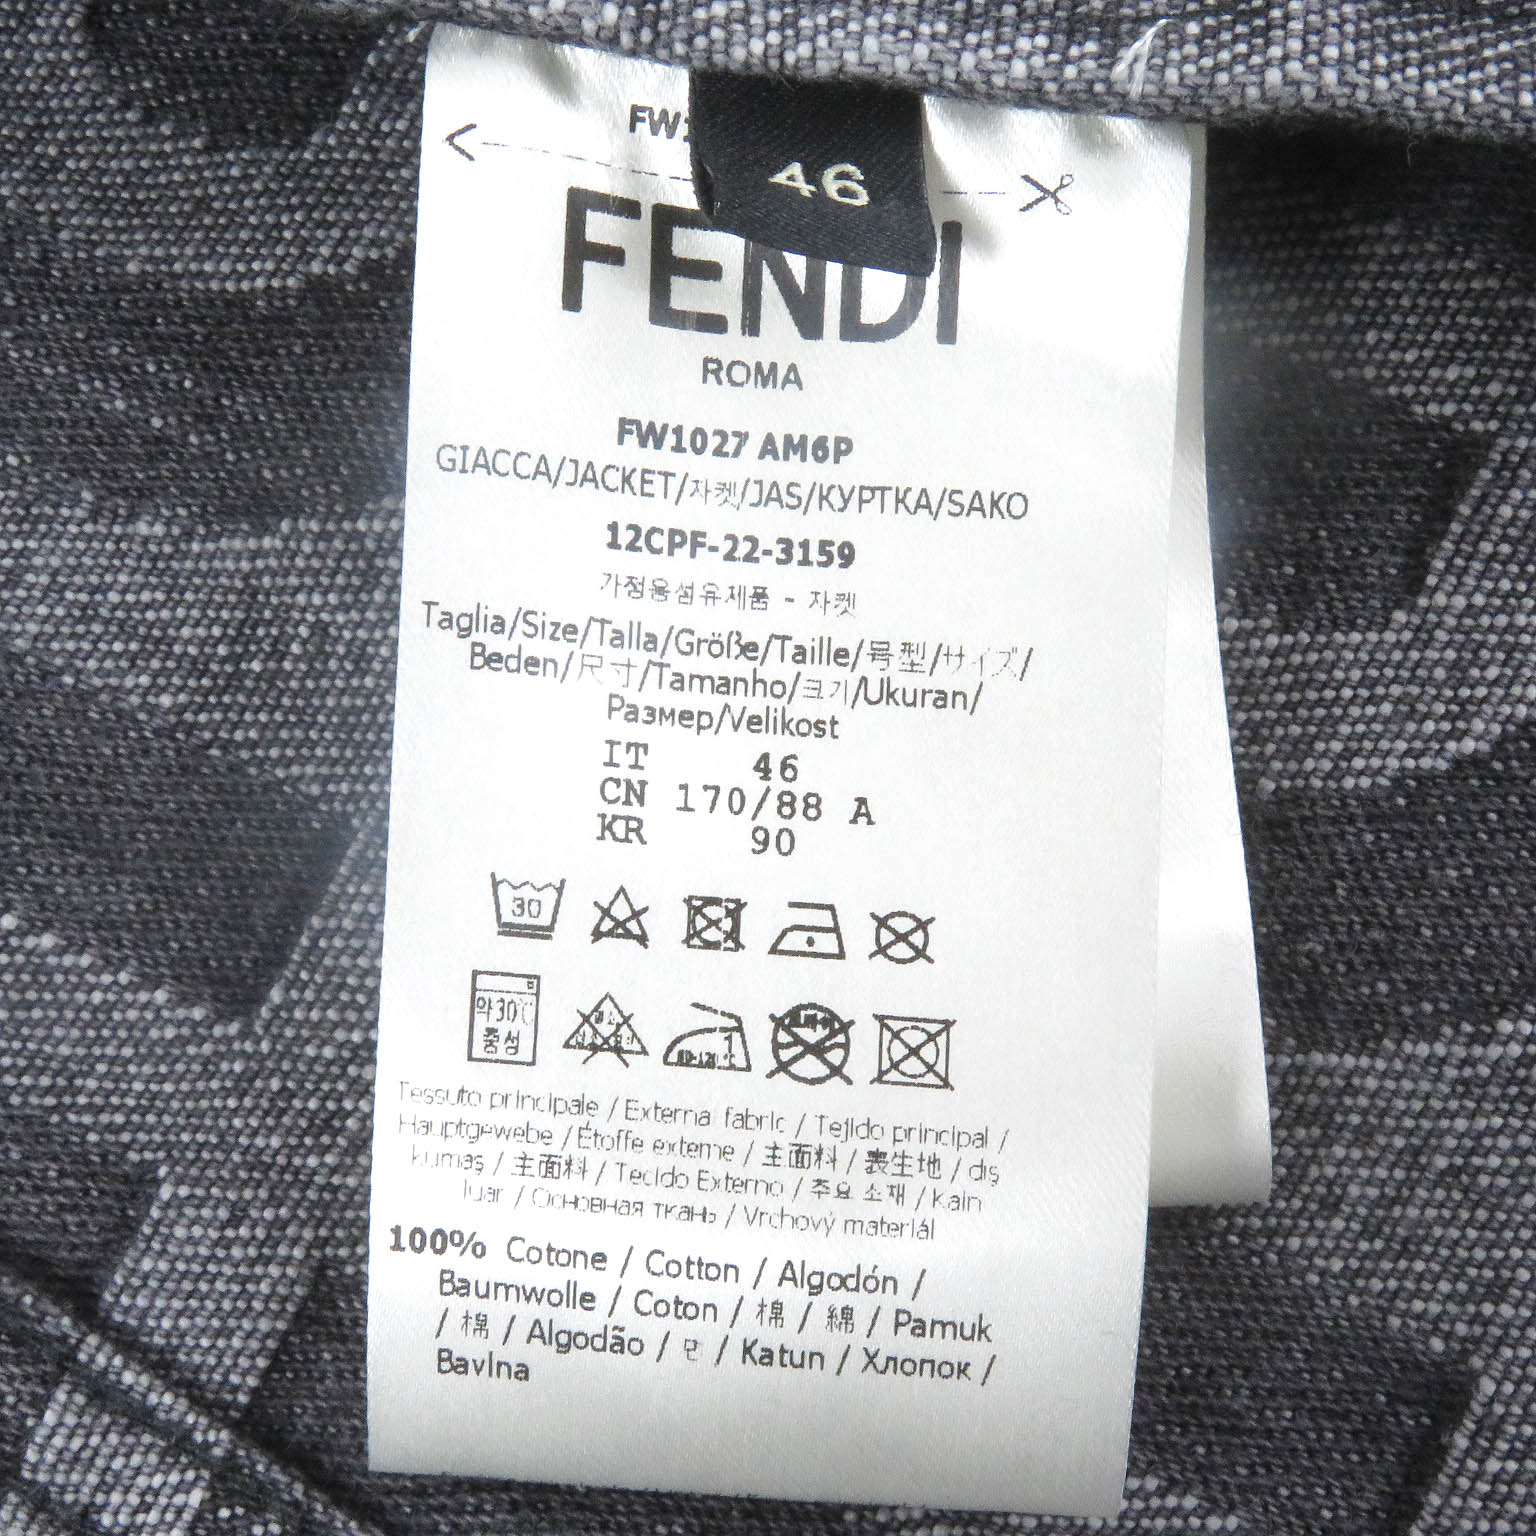 46
FENDI
ROMA
FW1027 AM6P
GIACCA/JACKET/자켓/JAS/КУРТКА/SAKO
12CPF-22-3159
가정용섬유제품 - 자켓
Taglia/Size/Talla/Größe/Taille/号型/サイズ/
Beden/尺寸/Tamanho/크기/Ukuran/
Размер/Velikost
IT 46
CN 170/88 A
KR 90
30
약30℃
중성
Tessuto principale / External fabric / Tejido principal /
Hauptgewebe / Étoffe externe / 主面料 / 表生地 / dış
kumaş / 主面料 / Tecido Externo / 주요 소재 / Kain
luar / Основная ткань / Vrchový materiál
100% Cotone / Cotton / Algodón /
Baumwolle / Coton / 棉 / 綿 / Pamuk
/ 棉 / Algodão / 면 / Katun / Хлопок /
Bavlna